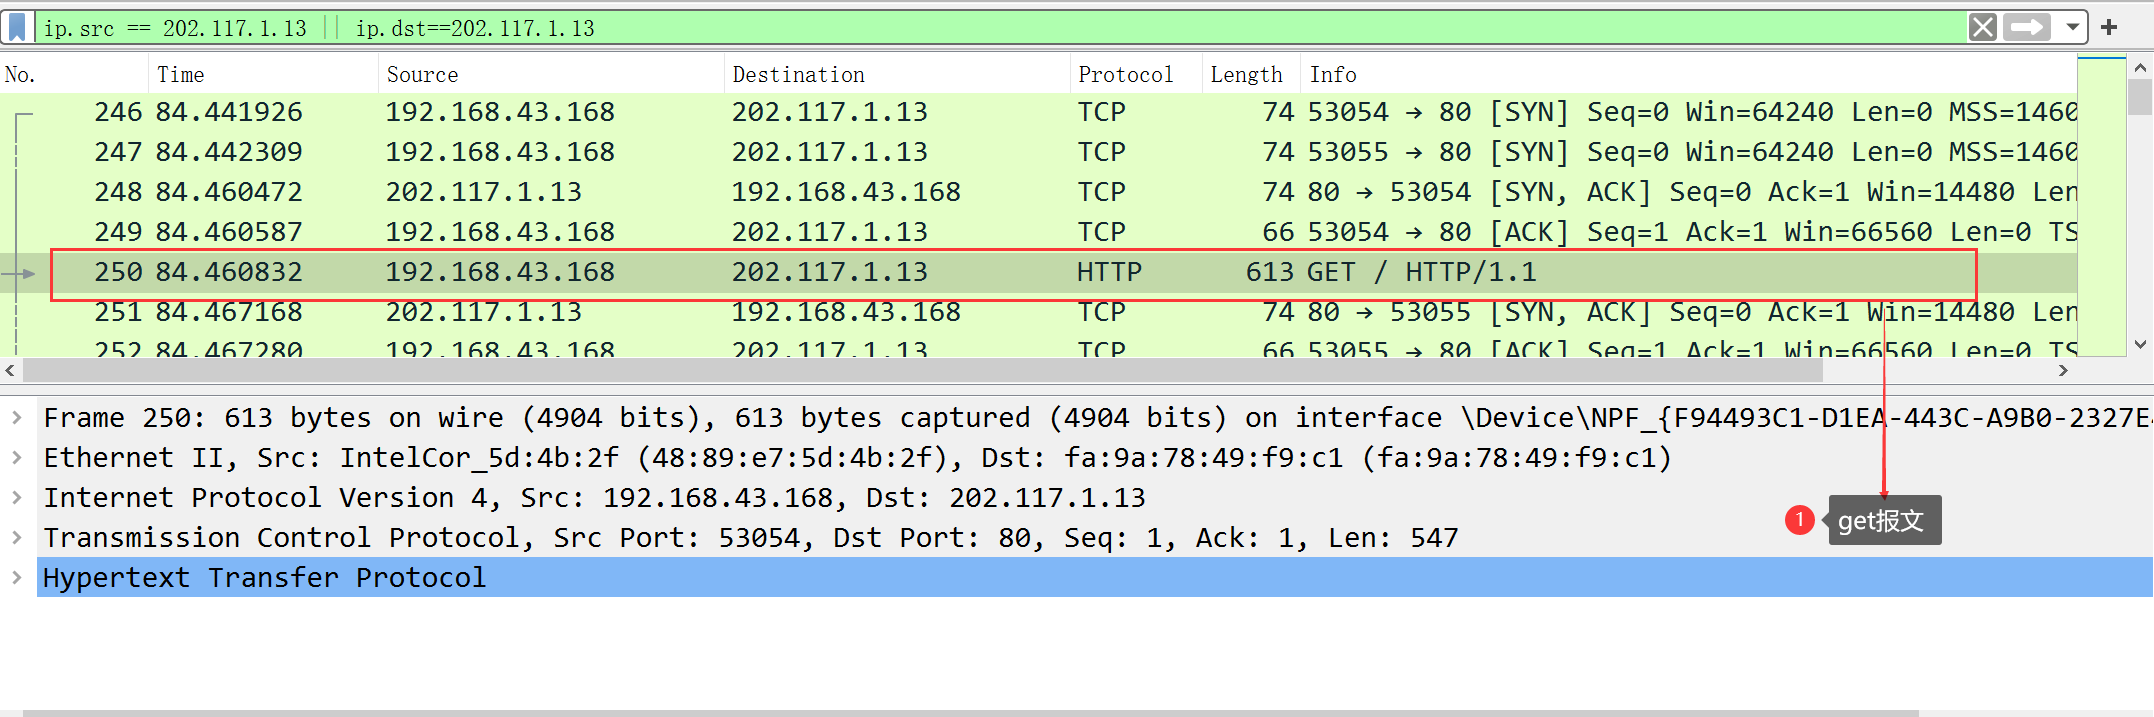 ip.src == 202.117.1.13 || ip.dst==202.117.1.13
No. Time Source Destination Protocol Length Info
246 84.441926 192.168.43.168 202.117.1.13 TCP 74 53054 → 80 [SYN] Seq=0 Win=64240 Len=0 MSS=1460
247 84.442309 192.168.43.168 202.117.1.13 TCP 74 53055 → 80 [SYN] Seq=0 Win=64240 Len=0 MSS=1460
248 84.460472 202.117.1.13 192.168.43.168 TCP 74 80 → 53054 [SYN, ACK] Seq=0 Ack=1 Win=14480 Len
249 84.460587 192.168.43.168 202.117.1.13 TCP 66 53054 → 80 [ACK] Seq=1 Ack=1 Win=66560 Len=0 TS
250 84.460832 192.168.43.168 202.117.1.13 HTTP 613 GET / HTTP/1.1
251 84.467168 202.117.1.13 192.168.43.168 TCP 74 80 → 53055 [SYN, ACK] Seq=0 Ack=1 Win=14480 Len
252 84.467280 192.168.43.168 202.117.1.13 TCP 66 53055 → 80 [ACK] Seq=1 Ack=1 Win=66560 Len=0 TS
Frame 250: 613 bytes on wire (4904 bits), 613 bytes captured (4904 bits) on interface \Device\NPF_{F94493C1-D1EA-443C-A9B0-2327E4
Ethernet II, Src: IntelCor_5d:4b:2f (48:89:e7:5d:4b:2f), Dst: fa:9a:78:49:f9:c1 (fa:9a:78:49:f9:c1)
Internet Protocol Version 4, Src: 192.168.43.168, Dst: 202.117.1.13
Transmission Control Protocol, Src Port: 53054, Dst Port: 80, Seq: 1, Ack: 1, Len: 547
1 get报文
Hypertext Transfer Protocol